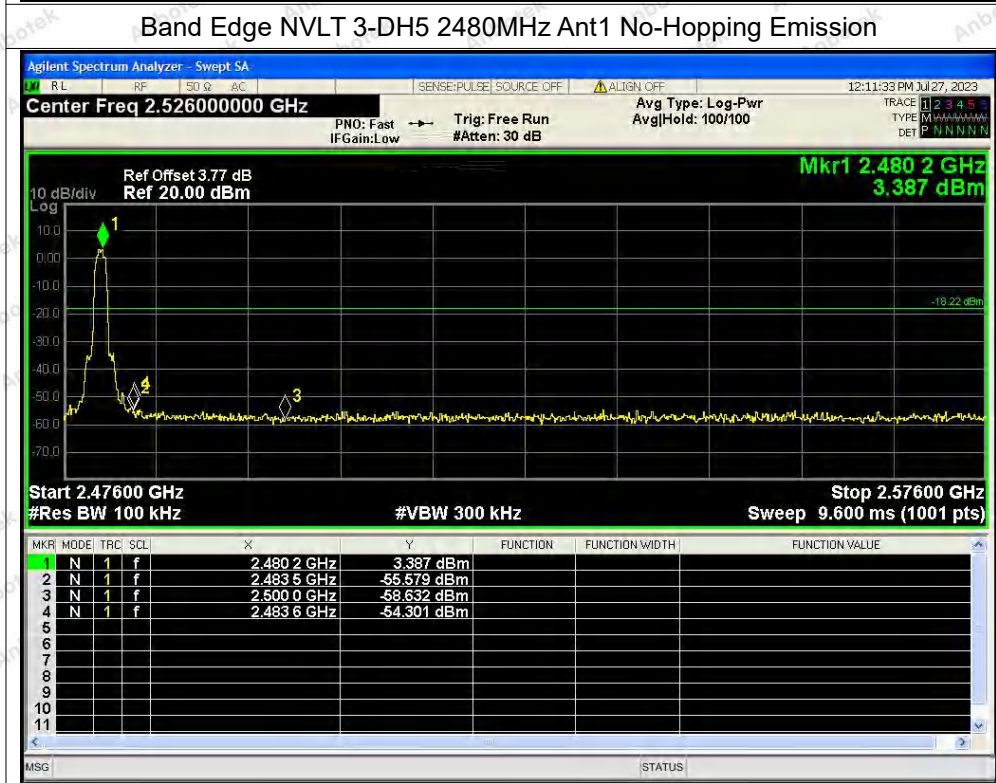 Band Edge NVLT 3-DH5 2480MHz Ant1 No-Hopping Emission
Agilent Spectrum Analyzer - Swept SA
RL RF 50 Ω AC SENSE:PULSE SOURCE OFF ALIGN OFF 12:11:33 PM Jul 27, 2023
Center Freq 2.526000000 GHz
PNO: Fast
IFGain:Low
Trig: Free Run
#Atten: 30 dB
Avg Type: Log-Pwr
Avg|Hold: 100/100
TRACE 1 2 3 4 5 6
TYPE M
DET P N N N N N
Mkr1 2.480 2 GHz
3.387 dBm
Ref Offset 3.77 dB
10 dB/div Ref 20.00 dBm
Log
10.0
0.00
-10.0
-20.0
-30.0
-40.0
-50.0
-60.0
-70.0
1
-18.22 dBm
4
2
3
Start 2.47600 GHz Stop 2.57600 GHz
#Res BW 100 kHz #VBW 300 kHz Sweep 9.600 ms (1001 pts)
MKR MODE TRC SCL X Y FUNCTION FUNCTION WIDTH FUNCTION VALUE
1 N 1 f 2.480 2 GHz 3.387 dBm
2 N 1 f 2.483 5 GHz -55.579 dBm
3 N 1 f 2.500 0 GHz -58.632 dBm
4 N 1 f 2.483 6 GHz -54.301 dBm
5
6
7
8
9
10
11
MSG STATUS